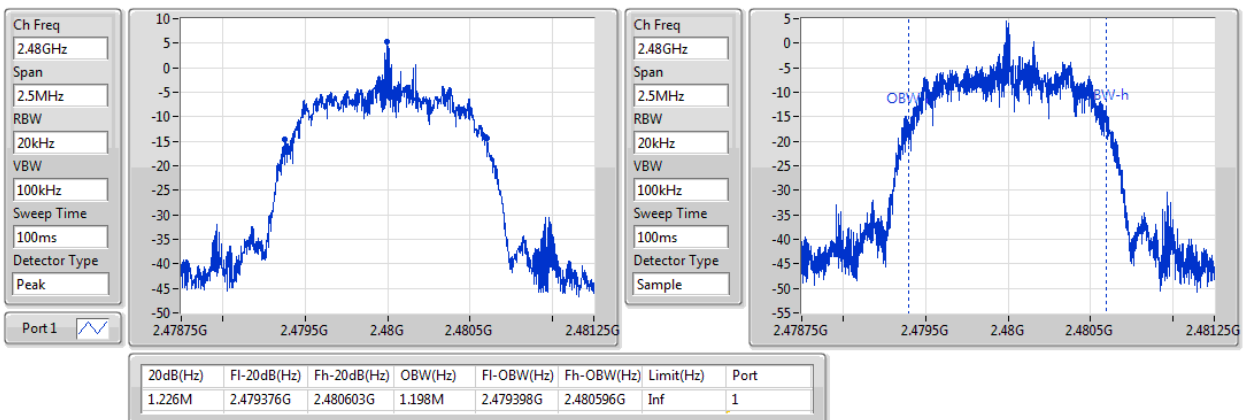 Ch Freq
2.48GHz
Span
2.5MHz
RBW
20kHz
VBW
100kHz
Sweep Time
100ms
Detector Type
Peak
Port 1
10
5
0
-5
-10
-15
-20
-25
-30
-35
-40
-45
-50
2.47875G 2.4795G 2.48G 2.4805G 2.48125G
Ch Freq
2.48GHz
Span
2.5MHz
RBW
20kHz
VBW
100kHz
Sweep Time
100ms
Detector Type
Sample
5
0
-5
-10
-15
-20
-25
-30
-35
-40
-45
-50
-55
2.47875G 2.4795G 2.48G 2.4805G 2.48125G
20dB(Hz) Fl-20dB(Hz) Fh-20dB(Hz) OBW(Hz) Fl-OBW(Hz) Fh-OBW(Hz) Limit(Hz) Port
1.226M 2.479376G 2.480603G 1.198M 2.479398G 2.480596G Inf 1